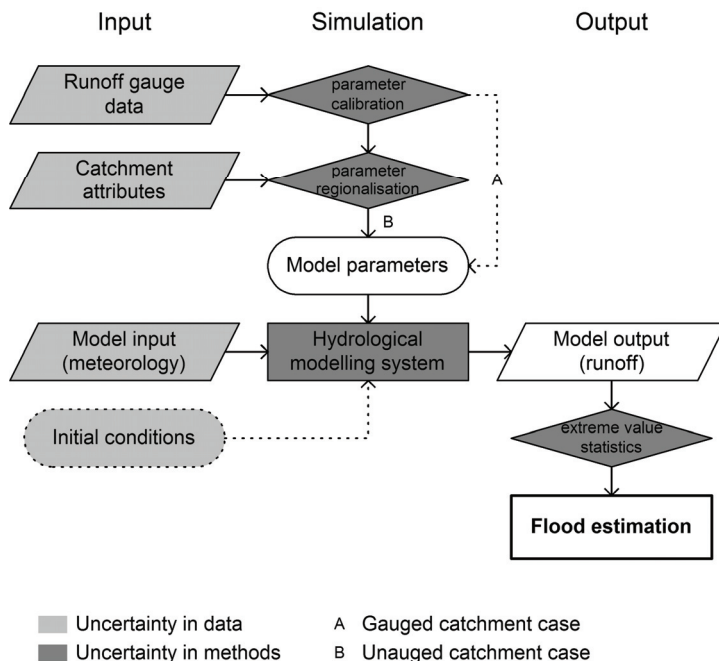 Input
Simulation
Output
Runoff gauge
data
parameter
calibration
Catchment
attributes
parameter
regionalisation
A
B
Model parameters
Model input
(meteorology)
Hydrological
modelling system
Model output
(runoff)
Initial conditions
extreme value
statistics
Flood estimation
Uncertainty in data
A Gauged catchment case
Uncertainty in methods
B Unauged catchment case